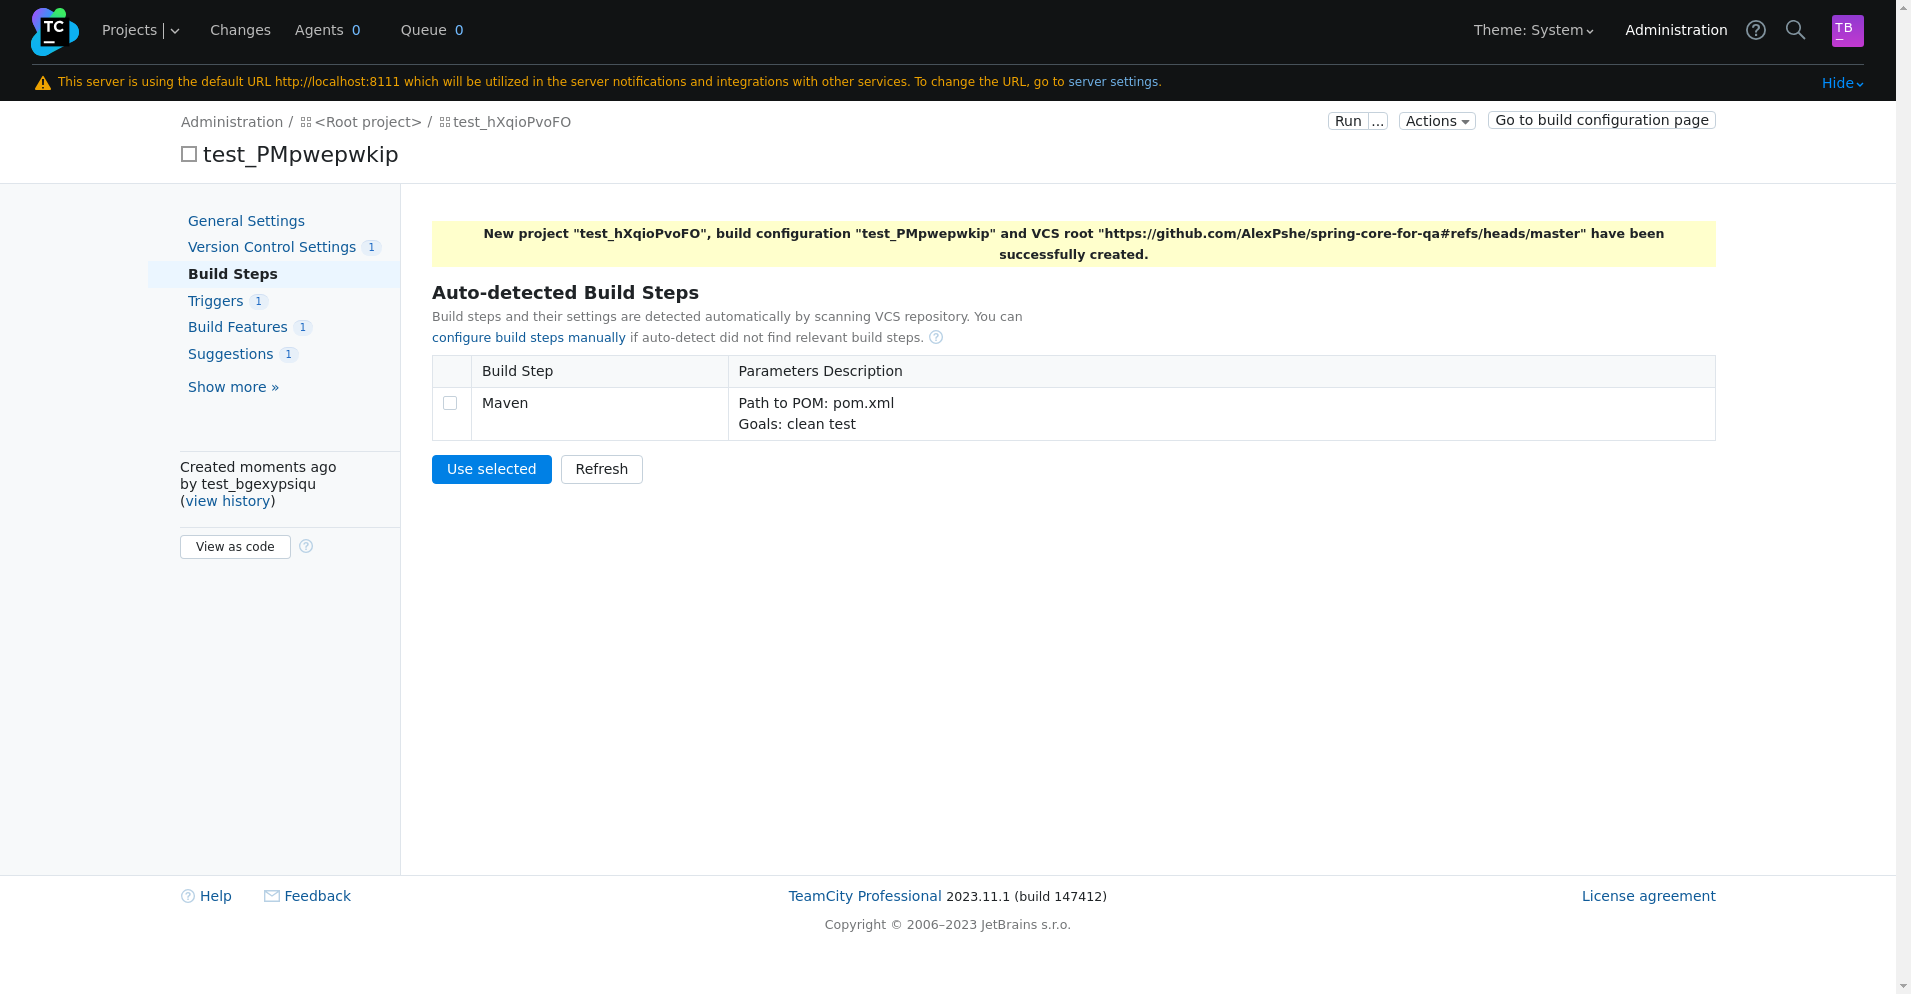 TC
Projects
Changes
Agents 0
Queue 0
Theme: System
Administration
TB
This server is using the default URL http://localhost:8111 which will be utilized in the server notifications and integrations with other services. To change the URL, go to server settings.
Hide
Administration / <Root project> / test_hXqioPvoFO
Run ...
Actions
Go to build configuration page
test_PMpwepwkip
General Settings
Version Control Settings 1
Build Steps
Triggers 1
Build Features 1
Suggestions 1
Show more »
Created moments ago
by test_bgexypsiqu
(view history)
View as code ?
New project "test_hXqioPvoFO", build configuration "test_PMpwepwkip" and VCS root "https://github.com/AlexPshe/spring-core-for-qa#refs/heads/master" have been
successfully created.
Auto-detected Build Steps
Build steps and their settings are detected automatically by scanning VCS repository. You can
configure build steps manually if auto-detect did not find relevant build steps. ?
Build Step Parameters Description
Maven Path to POM: pom.xml
Goals: clean test
Use selected Refresh
? Help Feedback
TeamCity Professional 2023.11.1 (build 147412)
License agreement
Copyright © 2006–2023 JetBrains s.r.o.